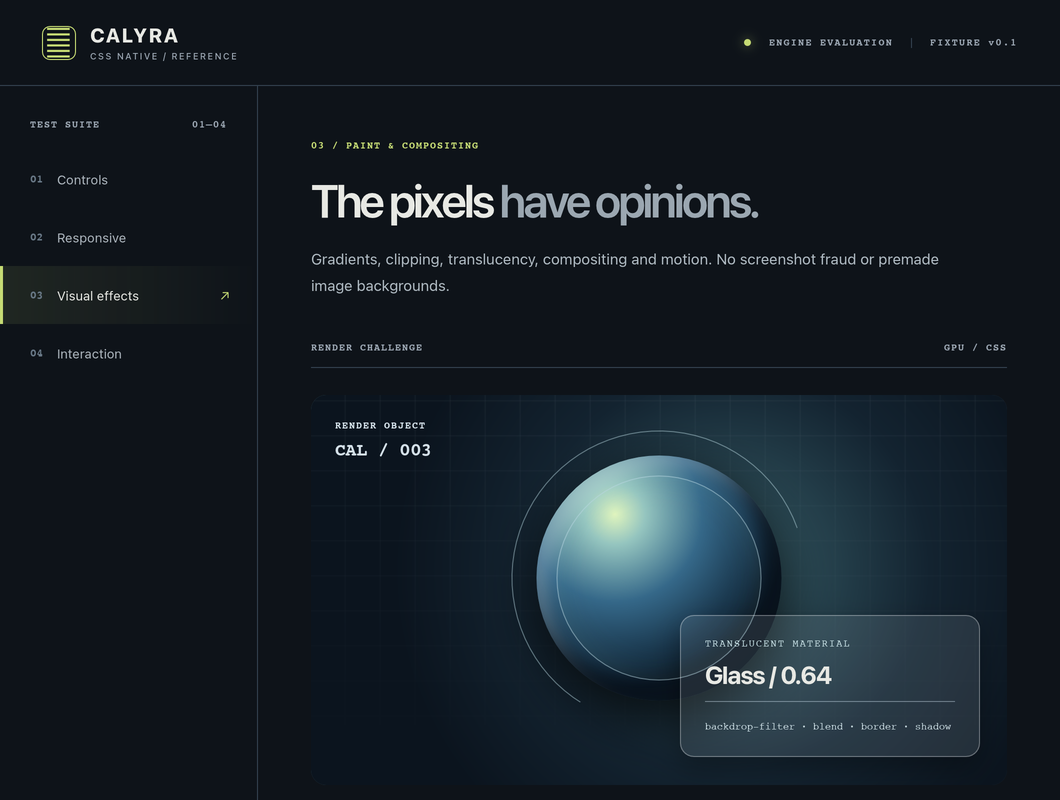 CALYRA
CSS NATIVE / REFERENCE
ENGINE EVALUATION | FIXTURE v0.1
TEST SUITE 01—04
01 Controls
02 Responsive
03 Visual effects ↗
04 Interaction
03 / PAINT & COMPOSITING
The pixels have opinions.
Gradients, clipping, translucency, compositing and motion. No screenshot fraud or premade
image backgrounds.
RENDER CHALLENGE GPU / CSS
RENDER OBJECT
CAL / 003
TRANSLUCENT MATERIAL
Glass / 0.64
backdrop-filter · blend · border · shadow